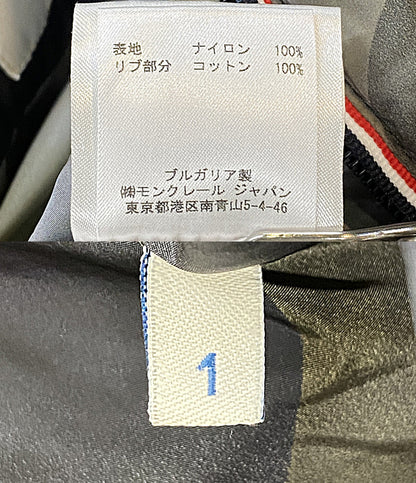 表地 ナイロン 100%
リブ部分 コットン 100%
ブルガリア製
㈱モンクレール ジャパン
東京都港区南青山5-4-46
1